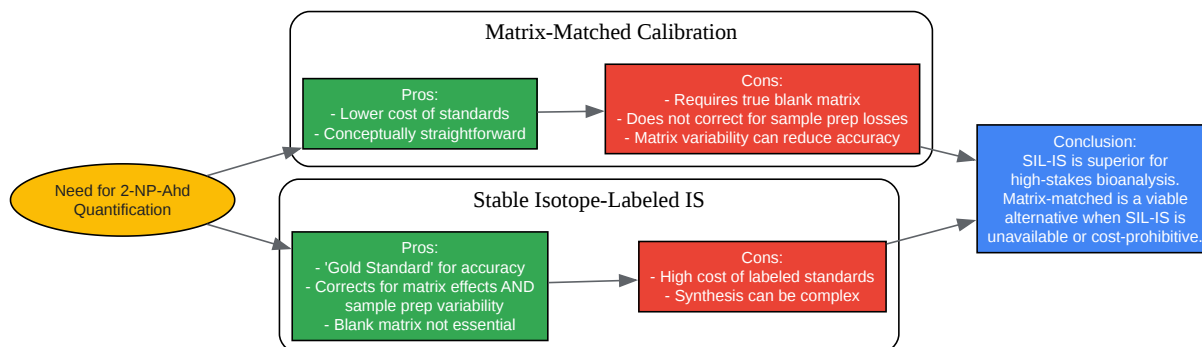 Need for 2-NP-Ahd
Quantification
Matrix-Matched Calibration
Pros:
- Lower cost of standards
- Conceptually straightforward
Cons:
- Requires true blank matrix
- Does not correct for sample prep losses
- Matrix variability can reduce accuracy
Stable Isotope-Labeled IS
Pros:
- 'Gold Standard' for accuracy
- Corrects for matrix effects AND
sample prep variability
- Blank matrix not essential
Cons:
- High cost of labeled standards
- Synthesis can be complex
Conclusion:
SIL-IS is superior for
high-stakes bioanalysis.
Matrix-matched is a viable
alternative when SIL-IS is
unavailable or cost-prohibitive.